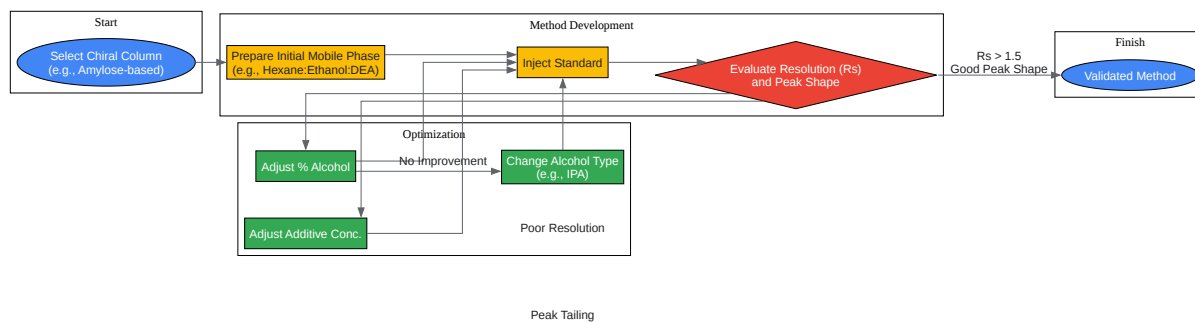 Start
Select Chiral Column
(e.g., Amylose-based)
Method Development
Prepare Initial Mobile Phase
(e.g., Hexane:Ethanol:DEA)
Inject Standard
Evaluate Resolution (Rs)
and Peak Shape
Rs > 1.5
Good Peak Shape
Finish
Validated Method
Optimization
Adjust % Alcohol
No Improvement
Change Alcohol Type
(e.g., IPA)
Adjust Additive Conc.
Poor Resolution
Peak Tailing